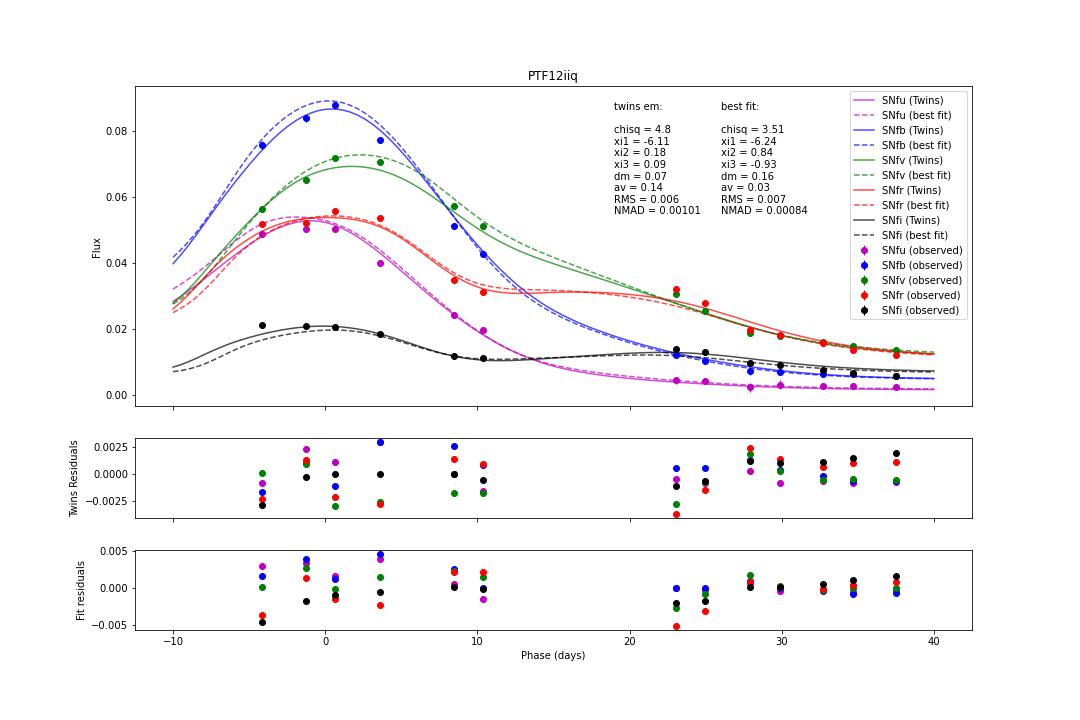 PTF12iiq
Flux
0.08
0.06
0.04
0.02
0.00
twins em:
chisq = 4.8
xi1 = -6.11
xi2 = 0.18
xi3 = 0.09
dm = 0.07
av = 0.14
RMS = 0.006
NMAD = 0.00101
best fit:
chisq = 3.51
xi1 = -6.24
xi2 = 0.84
xi3 = -0.93
dm = 0.16
av = 0.03
RMS = 0.007
NMAD = 0.00084
SNfu (Twins)
SNfu (best fit)
SNfb (Twins)
SNfb (best fit)
SNfv (Twins)
SNfv (best fit)
SNfr (Twins)
SNfr (best fit)
SNfi (Twins)
SNfi (best fit)
SNfu (observed)
SNfb (observed)
SNfv (observed)
SNfr (observed)
SNfi (observed)
Twins Residuals
0.0025
0.0000
−0.0025
Fit residuals
0.005
0.000
−0.005
−10
0
10
20
30
40
Phase (days)